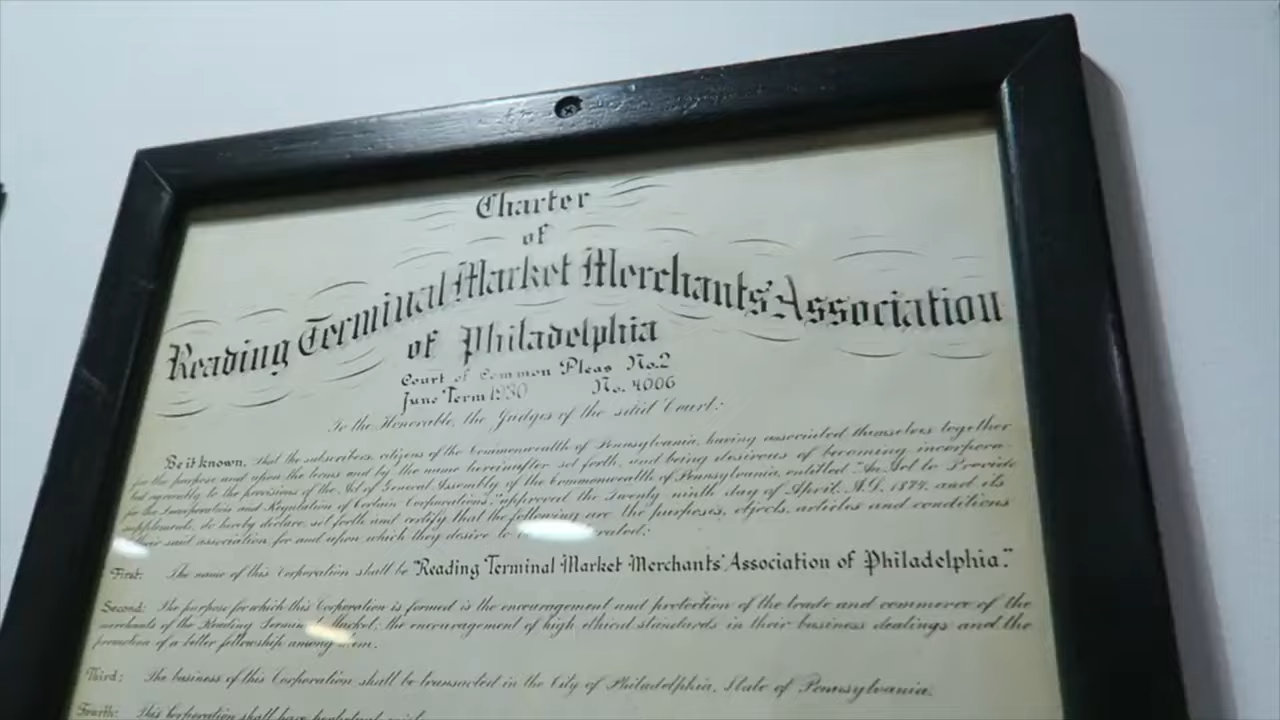 Charter
of
Reading Terminal Market Merchants' Association
of Philadelphia
Court of Common Pleas No. 2
June Term 1930 No. 4006
To the Honorable, the Judges of the said Court:
Be it known, That the subscribers, citizens of the Commonwealth of Pennsylvania, having associated themselves together
for the purpose and upon the terms and by the name hereinafter set forth, and being desirous of becoming incorpora-
ted agreeably to the provisions of the Act of General Assembly of the Commonwealth of Pennsylvania, entitled "An Act to Provide
for the Incorporation and Regulation of Certain Corporations," approved the Twenty ninth day of April, A.D. 1874, and its
supplements, do hereby declare, set forth and certify that the following are the purposes, objects, articles and conditions
their said association for and upon which they desire to
First: The name of this Corporation shall be "Reading Terminal Market Merchants' Association of Philadelphia."
Second: The purpose for which this Corporation is formed is the encouragement and protection of the trade and commerce of the
merchants of the Reading Terminal Market; the encouragement of high ethical standards in their business dealings and the
promotion of a better fellowship among them.
Third: The business of this Corporation shall be transacted in the City of Philadelphia, State of Pennsylvania.
Fourth: This Corporation shall have perpetual